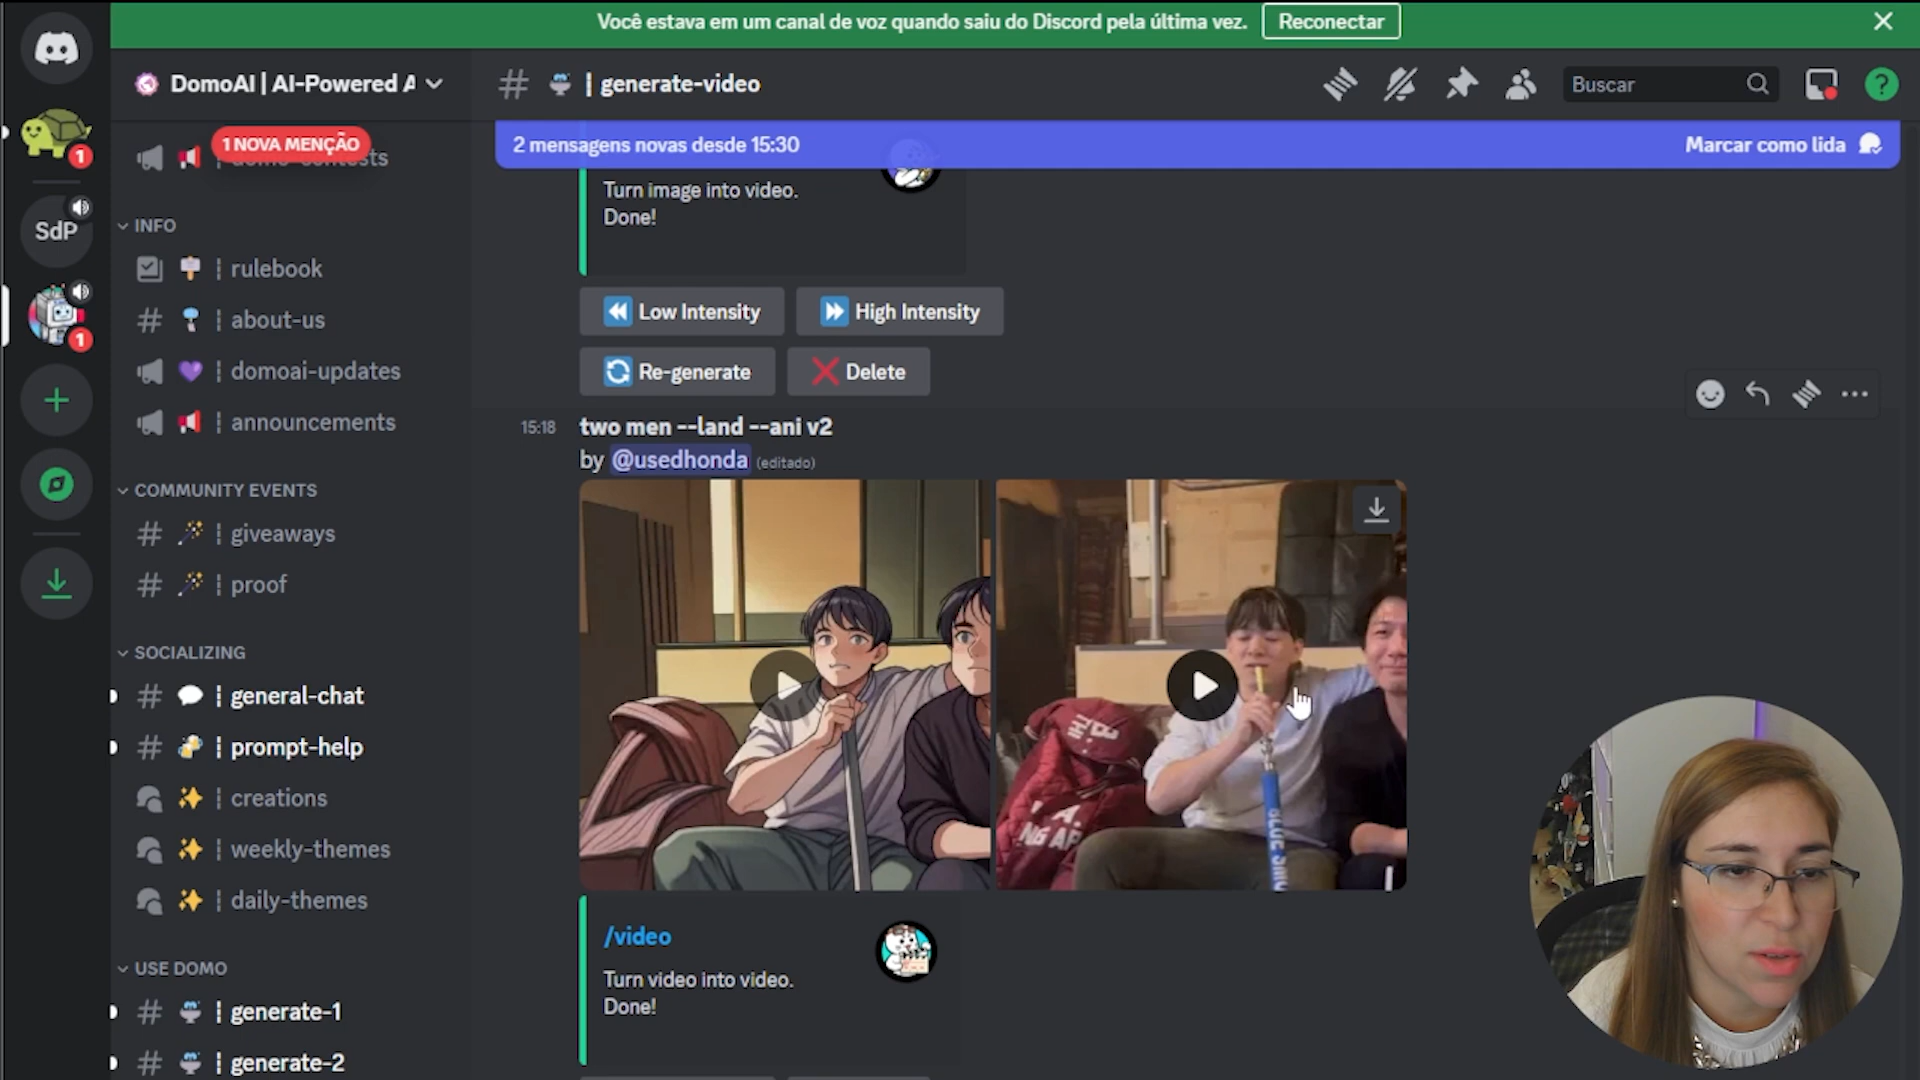 Você estava em um canal de voz quando saiu do Discord pela última vez.
Reconectar
DomoAI | AI-Powered A
| generate-video
Buscar
1
1 NOVA MENÇÃO
2 mensagens novas desde 15:30
Marcar como lida
SdP
1
INFO
rulebook
about-us
domoai-updates
announcements
COMMUNITY EVENTS
giveaways
proof
SOCIALIZING
general-chat
prompt-help
creations
weekly-themes
daily-themes
USE DOMO
generate-1
generate-2
Turn image into video.
Done!
Low Intensity
High Intensity
Re-generate
Delete
15:18
two men --land --ani v2
by @usedhonda (editado)
A.
NG AP
/video
Turn video into video.
Done!